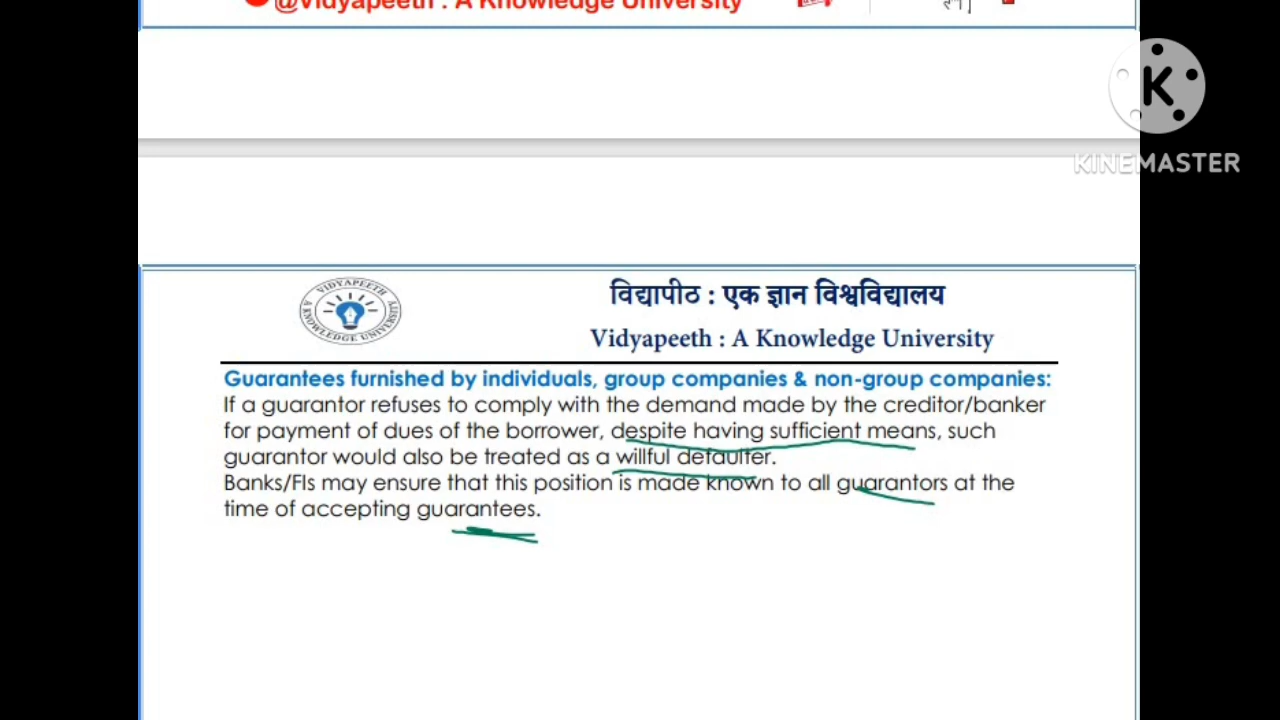 @Vidyapeeth : A Knowledge University
KINEMASTER
VIDYAPEETH
A KNOWLEDGE UNIVERSITY
विद्यापीठ : एक ज्ञान विश्वविद्यालय
Vidyapeeth : A Knowledge University
Guarantees furnished by individuals, group companies & non-group companies:
If a guarantor refuses to comply with the demand made by the creditor/banker
for payment of dues of the borrower, despite having sufficient means, such
guarantor would also be treated as a willful defaulter.
Banks/FIs may ensure that this position is made known to all guarantors at the
time of accepting guarantees.